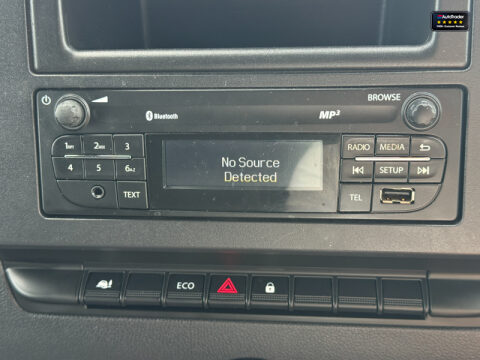 AutoTrader
BROWSE
Bluetooth
MP3
1 2 3
RADIO MEDIA
No Source
Detected
4 5 6
SETUP
TEXT
TEL
ECO